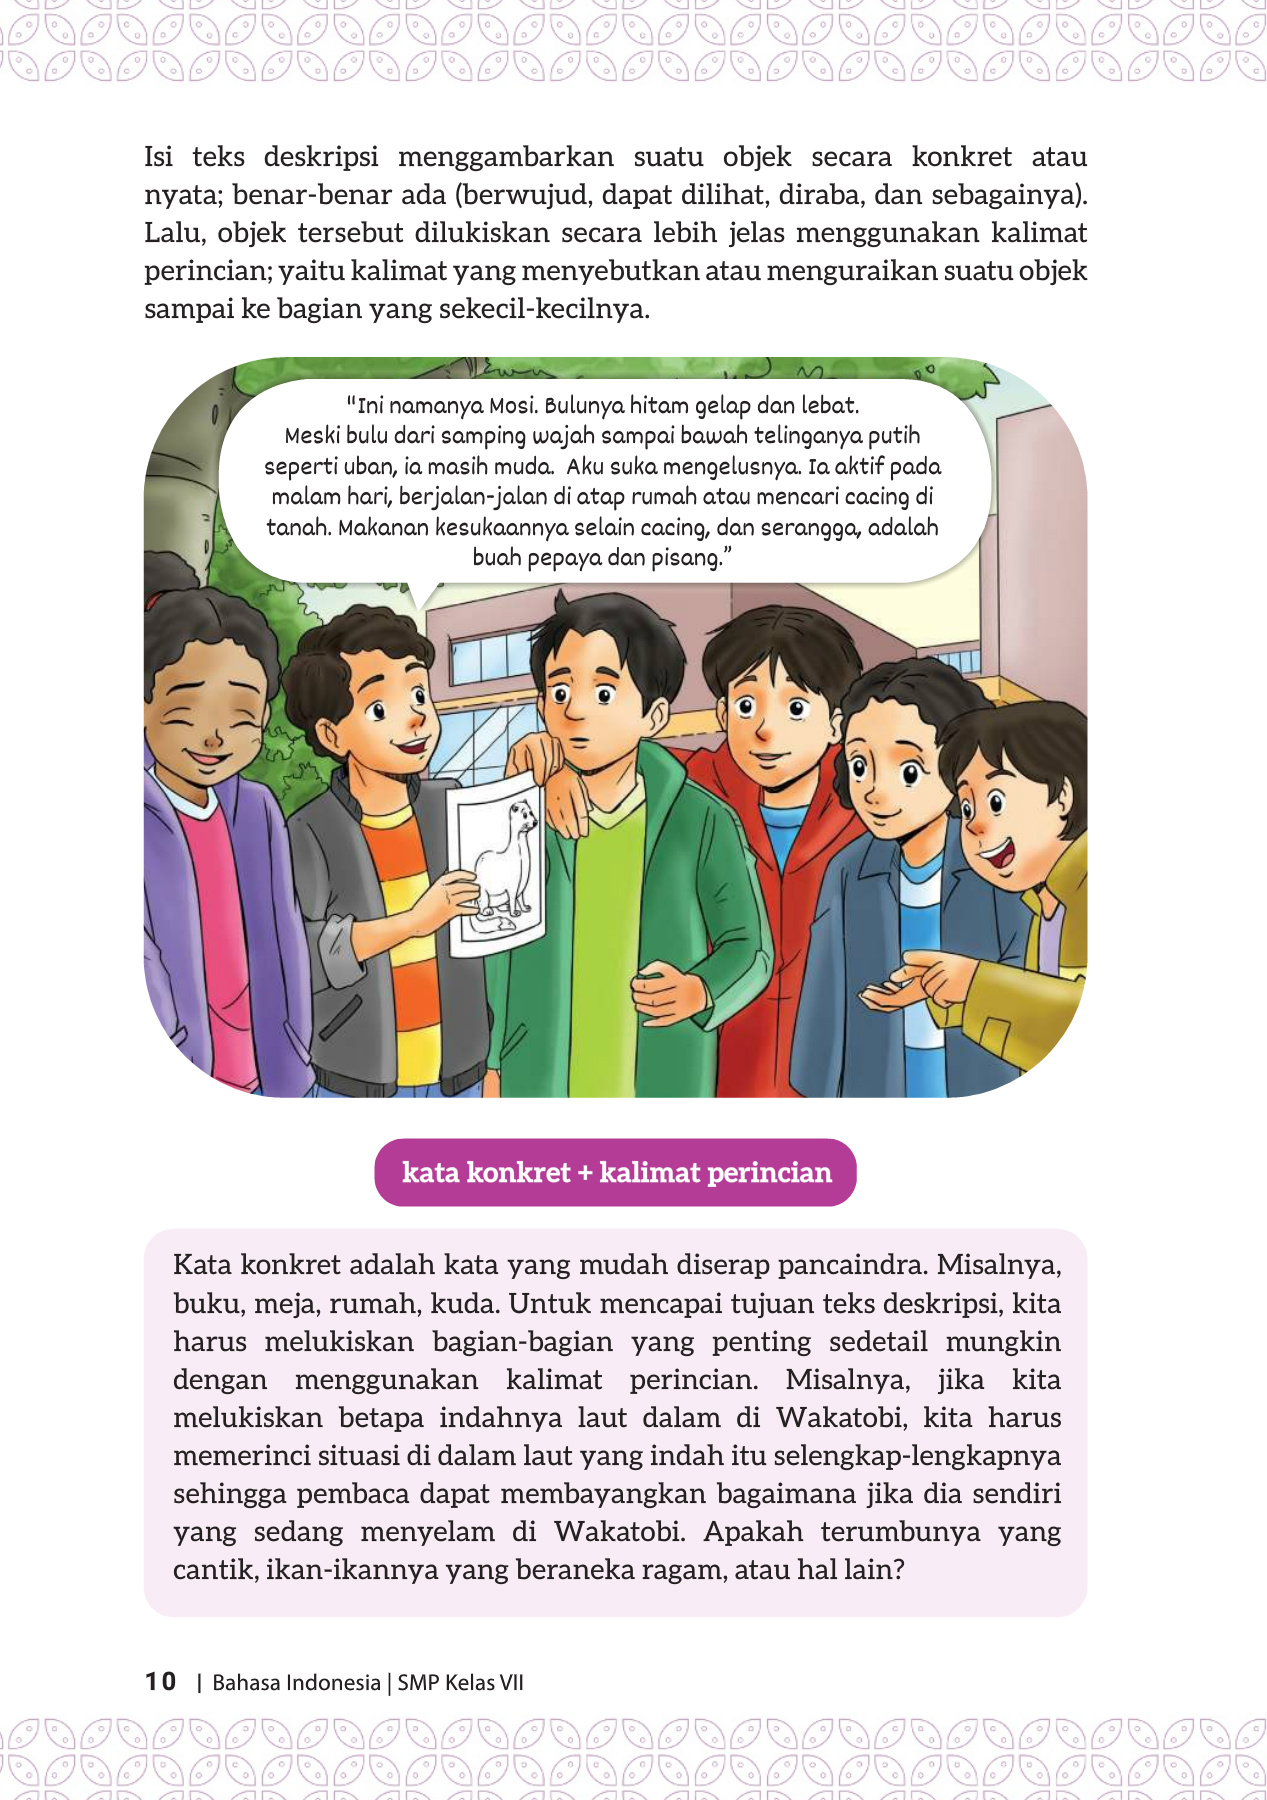 Isi teks deskripsi menggambarkan suatu objek secara konkret atau
nyata; benar-benar ada (berwujud, dapat dilihat, diraba, dan sebagainya).
Lalu, objek tersebut dilukiskan secara lebih jelas menggunakan kalimat
perincian; yaitu kalimat yang menyebutkan atau menguraikan suatu objek
sampai ke bagian yang sekecil-kecilnya.
"Ini namanya Mosi. Bulunya hitam gelap dan lebat.
Meski bulu dari samping wajah sampai bawah telinganya putih
seperti uban, ia masih muda. Aku suka mengelusnya. Ia aktif pada
malam hari, berjalan-jalan di atap rumah atau mencari cacing di
tanah. Makanan kesukaannya selain cacing, dan serangga, adalah
buah pepaya dan pisang.”
kata konkret + kalimat perincian
Kata konkret adalah kata yang mudah diserap pancaindra. Misalnya,
buku, meja, rumah, kuda. Untuk mencapai tujuan teks deskripsi, kita
harus melukiskan bagian-bagian yang penting sedetail mungkin
dengan menggunakan kalimat perincian. Misalnya, jika kita
melukiskan betapa indahnya laut dalam di Wakatobi, kita harus
memerinci situasi di dalam laut yang indah itu selengkap-lengkapnya
sehingga pembaca dapat membayangkan bagaimana jika dia sendiri
yang sedang menyelam di Wakatobi. Apakah terumbunya yang
cantik, ikan-ikannya yang beraneka ragam, atau hal lain?
10 | Bahasa Indonesia | SMP Kelas VII